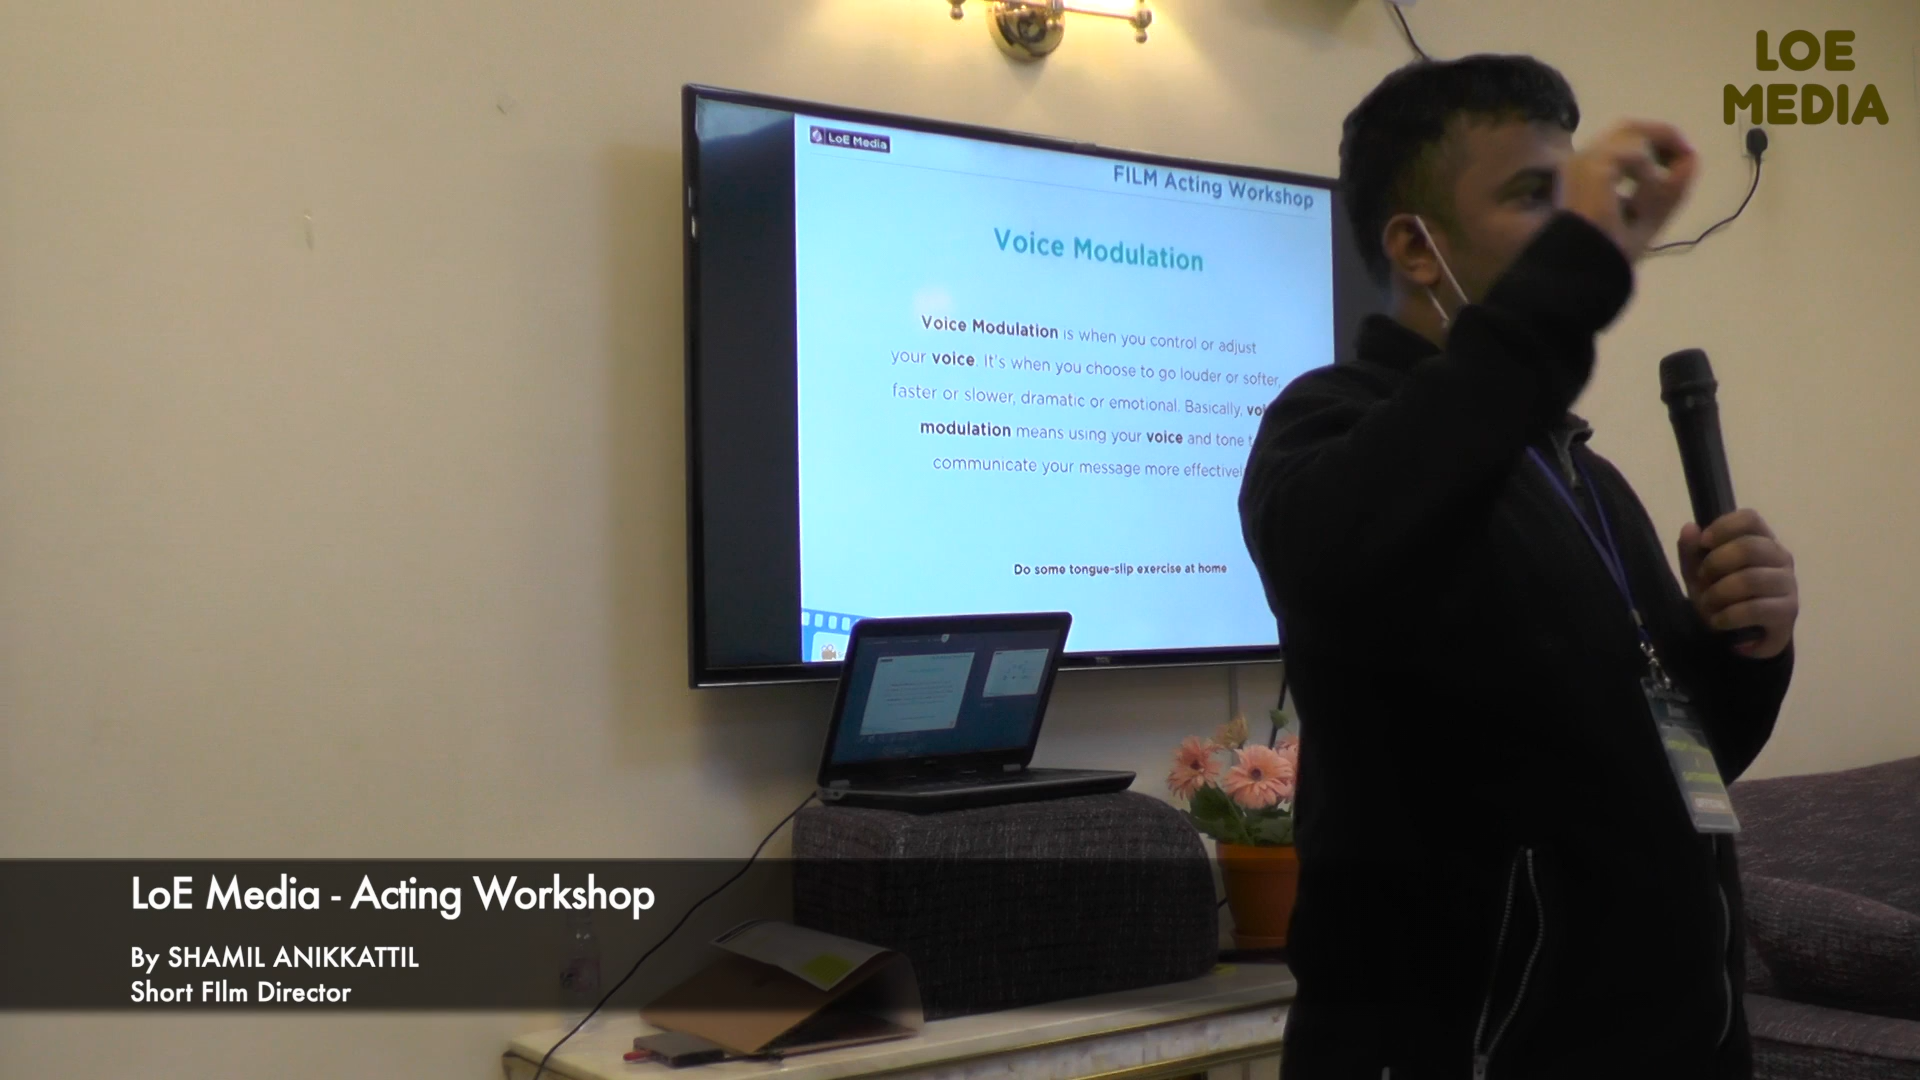 LOE
MEDIA
LoE Media
FILM Acting Workshop
Voice Modulation
Voice Modulation is when you control or adjust
your voice. It's when you choose to go louder or softer,
faster or slower, dramatic or emotional. Basically,
modulation means using your voice and tone
communicate your message more
Do some tongue-slip exercise at home
LoE Media - Acting Workshop
By SHAMIL ANIKKATTIL
Short FIlm Director